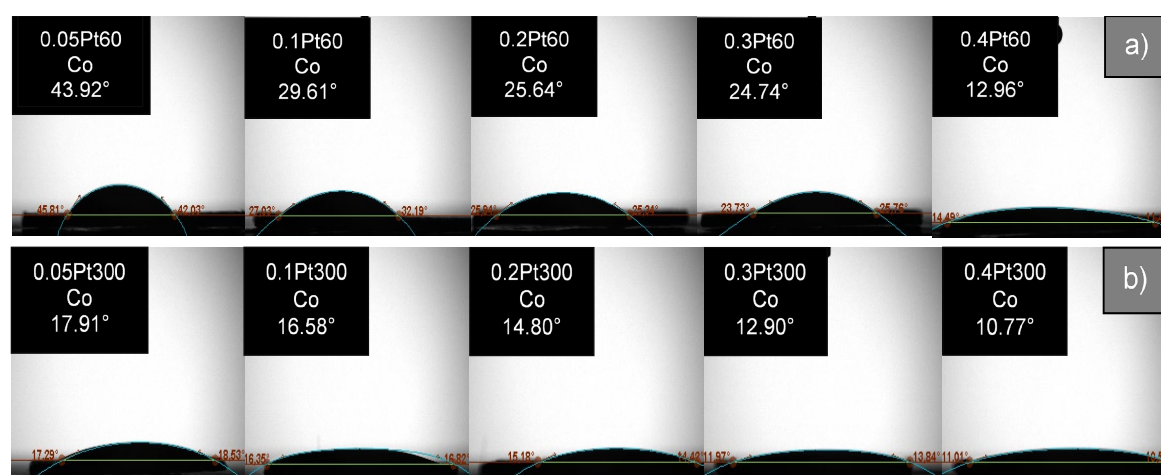 0.05Pt60
Co
43.92°
0.1Pt60
Co
29.61°
0.2Pt60
Co
25.64°
0.3Pt60
Co
24.74°
0.4Pt60
Co
12.96°
a)
45.81° 42.03° 27.03° 32.19° 25.94° 25.34° 23.73° 25.76° 14.49°
0.05Pt300
Co
17.91°
0.1Pt300
Co
16.58°
0.2Pt300
Co
14.80°
0.3Pt300
Co
12.90°
0.4Pt300
Co
10.77°
b)
17.29° 18.53° 16.35° 16.82° 15.18° 14.42° 11.97° 13.84° 11.01°